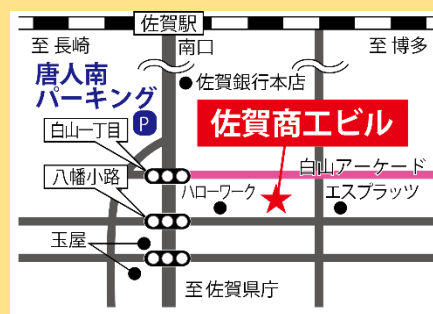 佐賀駅
至長崎
南口
至博多
唐人南
パーキング
P
佐賀銀行本店
佐賀商工ビル
白山一丁目
白山アーケード
八幡小路
ハローワーク
エスプラッツ
玉屋
至佐賀県庁